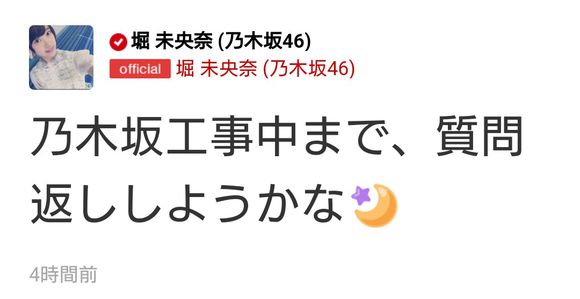 堀 未央奈 (乃木坂46)
official 堀 未央奈 (乃木坂46)
乃木坂工事中まで、質問
返ししようかな
4時間前